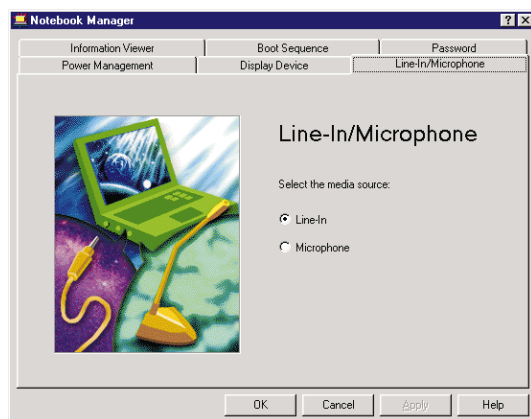 Notebook Manager
Information Viewer
Boot Sequence
Password
Power Management
Display Device
Line-In/Microphone
Line-In/Microphone
Select the media source:
Line-In
Microphone
OK
Cancel
Apply
Help